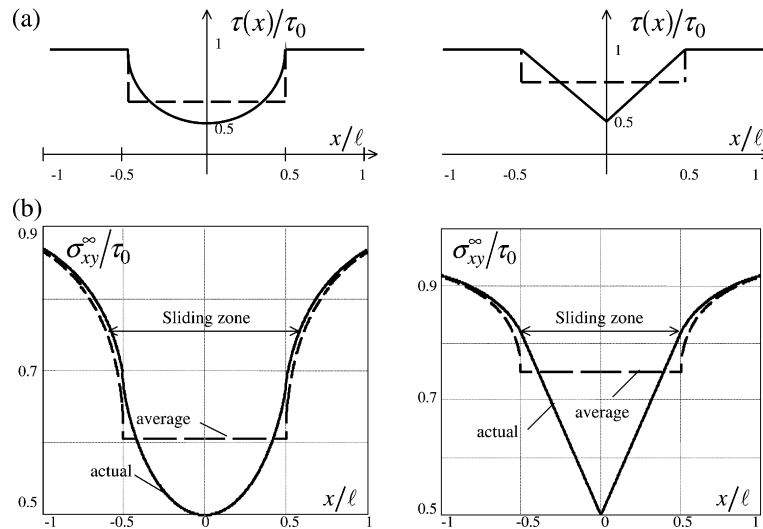 (a)
τ(x)/τ₀
τ(x)/τ₀
1
1
0.5
0.5
x/ℓ
x/ℓ
-1 -0.5 0 0.5 1
-1 -0.5 0 0.5 1
(b)
0.9
σ∞xy/τ₀
σ∞xy/τ₀
0.9
Sliding zone
Sliding zone
0.7
0.7
average
average
actual
actual
x/ℓ
x/ℓ
0.5
0.5
-1 -0.5 0 0.5 1
-1 -0.5 0 0.5 1